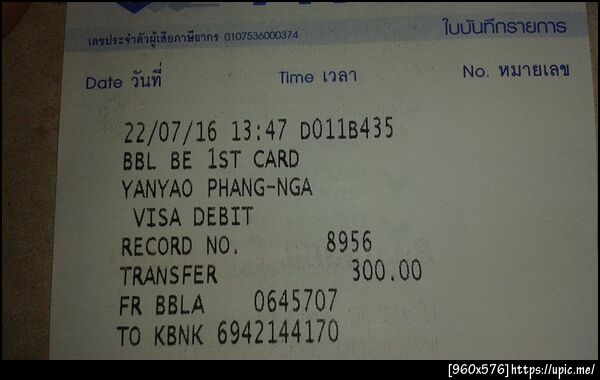 ใบบันทึกรายการ
เลขประจำตัวผู้เสียภาษีอากร 0107536000374
Date วันที่ Time เวลา No. หมายเลข
22/07/16 13:47 D011B435
BBL BE 1ST CARD
YANYAO PHANG-NGA
VISA DEBIT
RECORD NO. 8956
TRANSFER 300.00
FR BBLA 0645707
TO KBNK 6942144170
[960x576]https://upic.me/